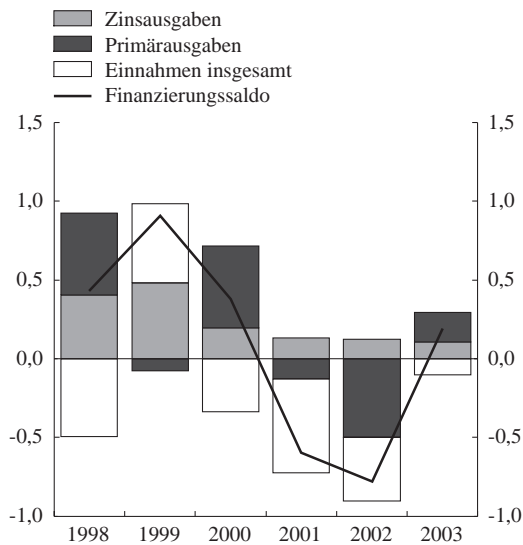 Zinsausgaben
Primärausgaben
Einnahmen insgesamt
Finanzierungssaldo
1,5 1,5
1,0 1,0
0,5 0,5
0,0 0,0
-0,5 -0,5
-1,0 -1,0
1998 1999 2000 2001 2002 2003